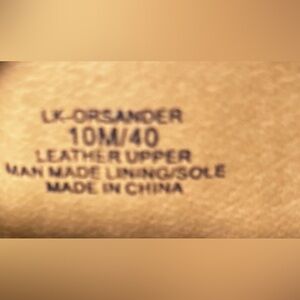 LK-ORSANDER
10M/40
LEATHER UPPER
MAN MADE LINING/SOLE
MADE IN CHINA